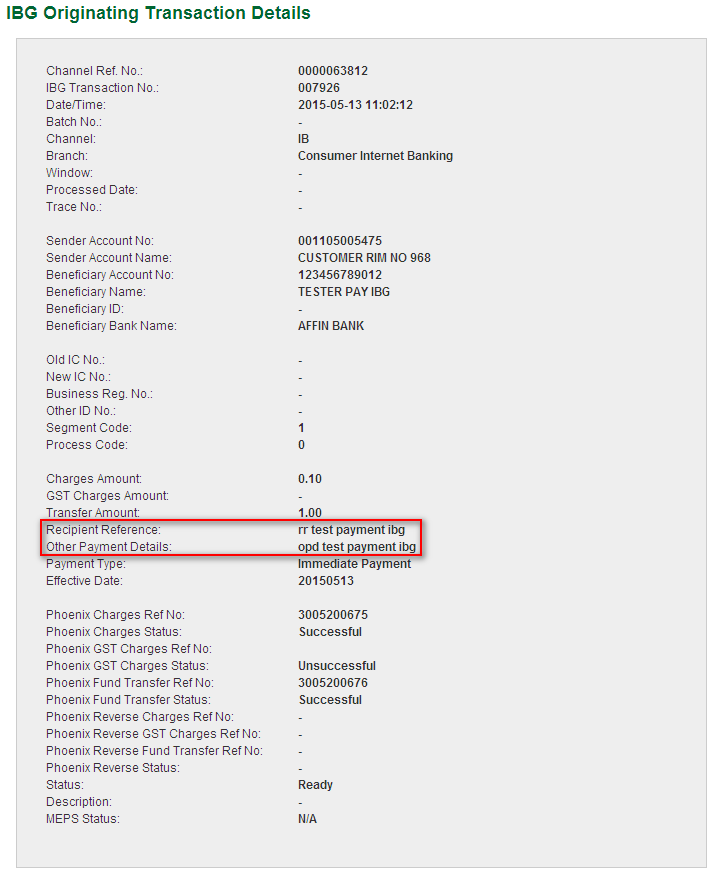 IBG Originating Transaction Details
Channel Ref. No.: 0000063812
IBG Transaction No.: 007926
Date/Time: 2015-05-13 11:02:12
Batch No.: -
Channel: IB
Branch: Consumer Internet Banking
Window: -
Processed Date: -
Trace No.: -
Sender Account No: 001105005475
Sender Account Name: CUSTOMER RIM NO 968
Beneficiary Account No: 123456789012
Beneficiary Name: TESTER PAY IBG
Beneficiary ID: -
Beneficiary Bank Name: AFFIN BANK
Old IC No.: -
New IC No.: -
Business Reg. No.: -
Other ID No.: -
Segment Code: 1
Process Code: 0
Charges Amount: 0.10
GST Charges Amount: -
Transfer Amount: 1.00
Recipient Reference: rr test payment ibg
Other Payment Details: opd test payment ibg
Payment Type: Immediate Payment
Effective Date: 20150513
Phoenix Charges Ref No: 3005200675
Phoenix Charges Status: Successful
Phoenix GST Charges Ref No:
Phoenix GST Charges Status: Unsuccessful
Phoenix Fund Transfer Ref No: 3005200676
Phoenix Fund Transfer Status: Successful
Phoenix Reverse Charges Ref No: -
Phoenix Reverse GST Charges Ref No: -
Phoenix Reverse Fund Transfer Ref No: -
Phoenix Reverse Status: -
Status: Ready
Description: -
MEPS Status: N/A